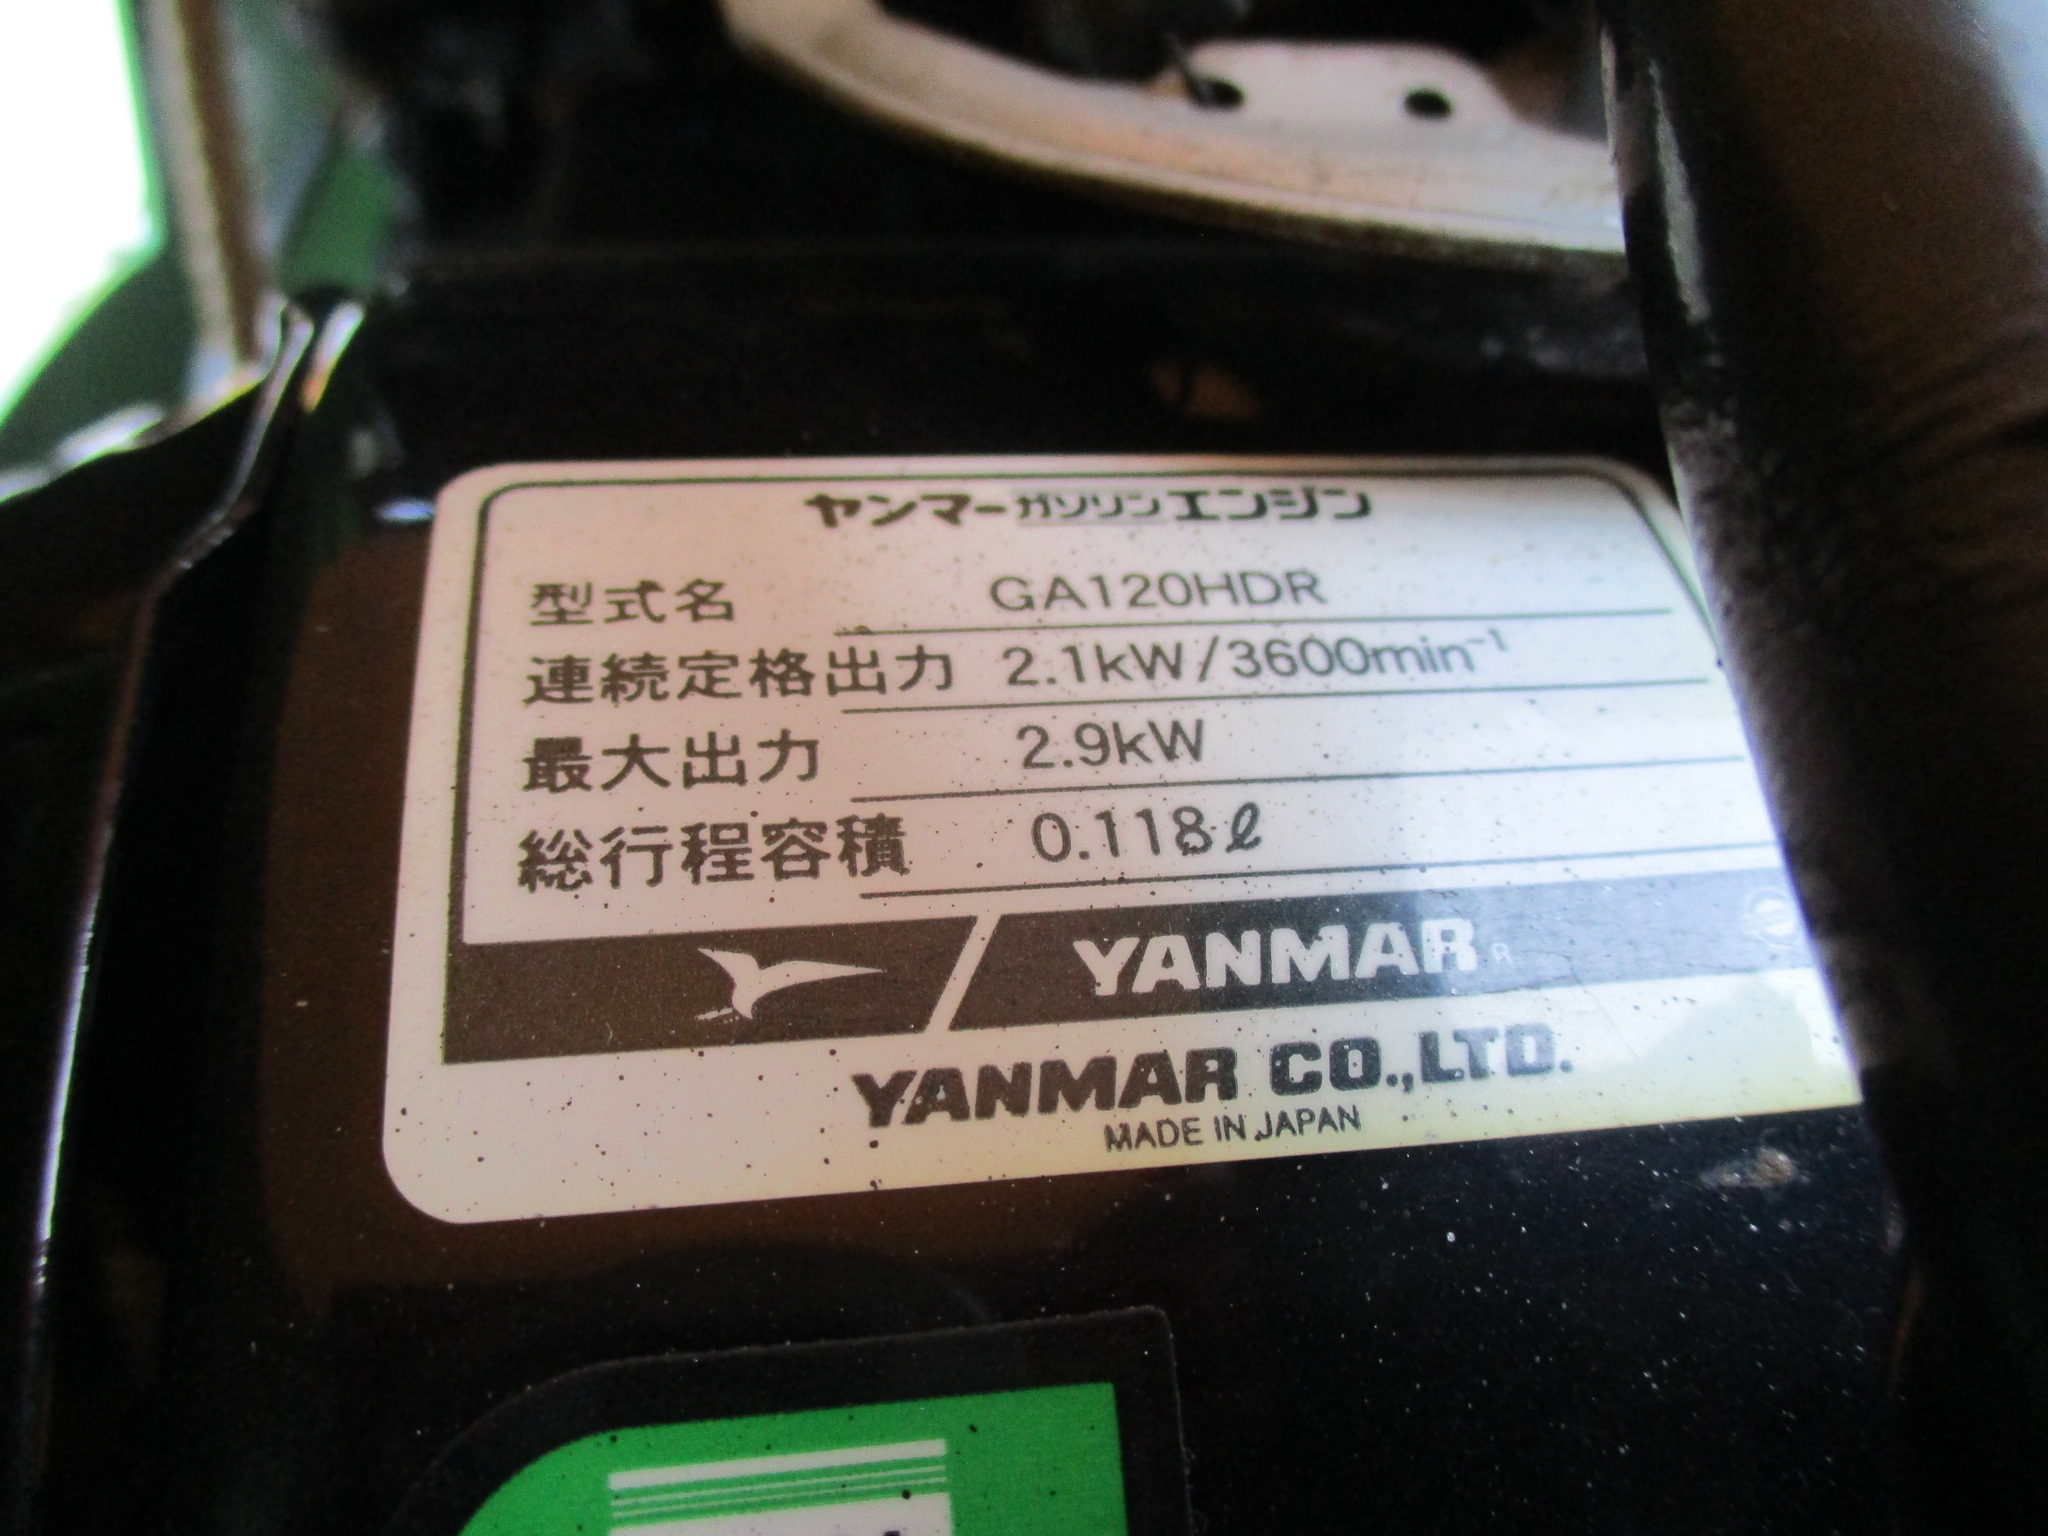 ヤンマーガソリンエンジン
型式名 GA120HDR
連続定格出力 2.1kW/3600min⁻¹
最大出力 2.9kW
総行程容積 0.118ℓ
YANMAR
YANMAR CO.,LTD.
MADE IN JAPAN